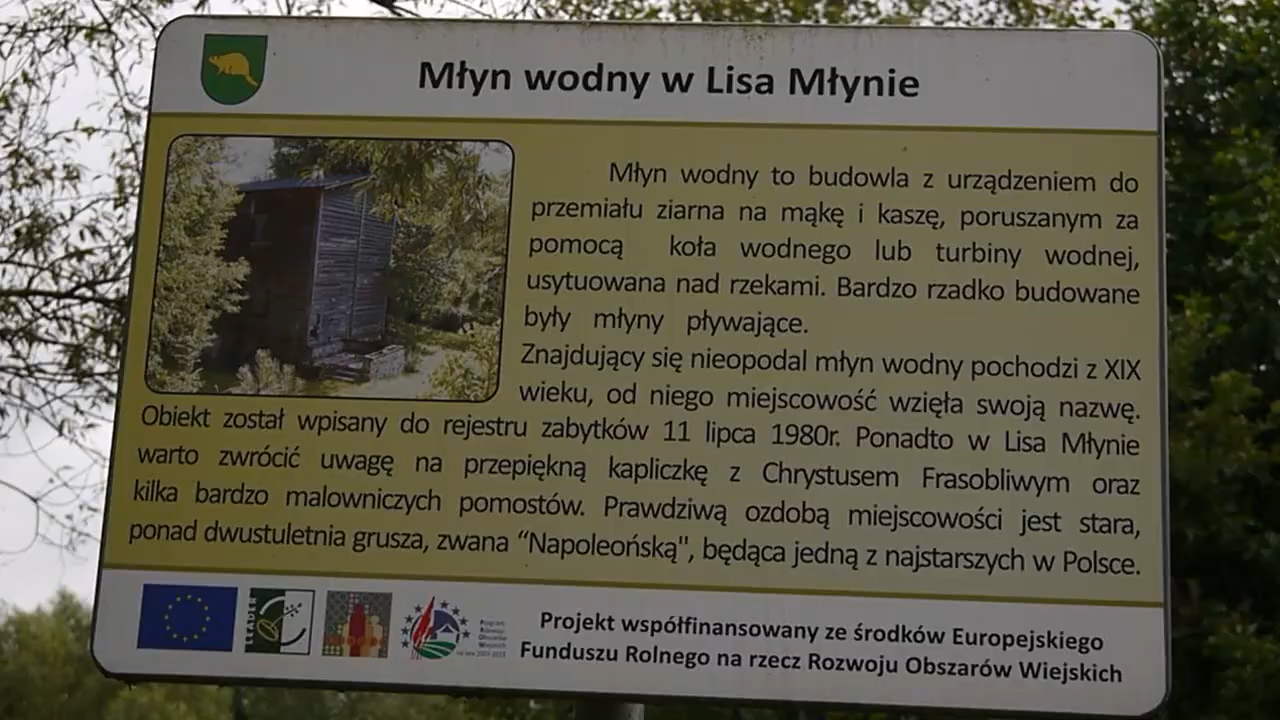 Młyn wodny w Lisa Młynie
Młyn wodny to budowla z urządzeniem do
przemiału ziarna na mąkę i kaszę, poruszanym za
pomocą koła wodnego lub turbiny wodnej,
usytuowana nad rzekami. Bardzo rzadko budowane
były młyny pływające.
Znajdujący się nieopodal młyn wodny pochodzi z XIX
wieku, od niego miejscowość wzięła swoją nazwę.
Obiekt został wpisany do rejestru zabytków 11 lipca 1980r. Ponadto w Lisa Młynie
warto zwrócić uwagę na przepiękną kapliczkę z Chrystusem Frasobliwym oraz
kilka bardzo malowniczych pomostów. Prawdziwą ozdobą miejscowości jest stara,
ponad dwustuletnia grusza, zwana “Napoleońską", będąca jedną z najstarszych w Polsce.
LEADER
Projekt współfinansowany ze środków Europejskiego
Funduszu Rolnego na rzecz Rozwoju Obszarów Wiejskich